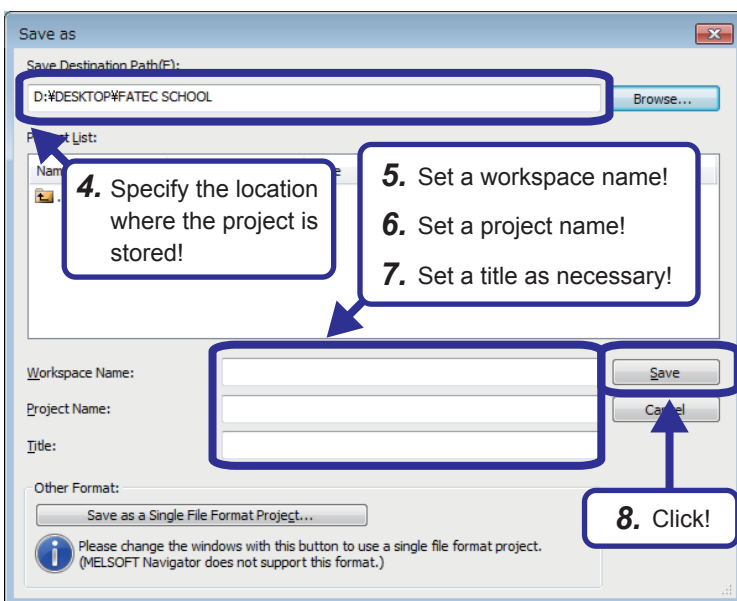 Save as
Save Destination Path(F):
D:¥DESKTOP¥FATEC SCHOOL
Browse...
List:
4. Specify the location
where the project is
stored!
5. Set a workspace name!
6. Set a project name!
7. Set a title as necessary!
Workspace Name:
Save
Project Name:
Cancel
Title:
Other Format:
Save as a Single File Format Project...
8. Click!
Please change the windows with this button to use a single file format project.
(MELSOFT Navigator does not support this format.)